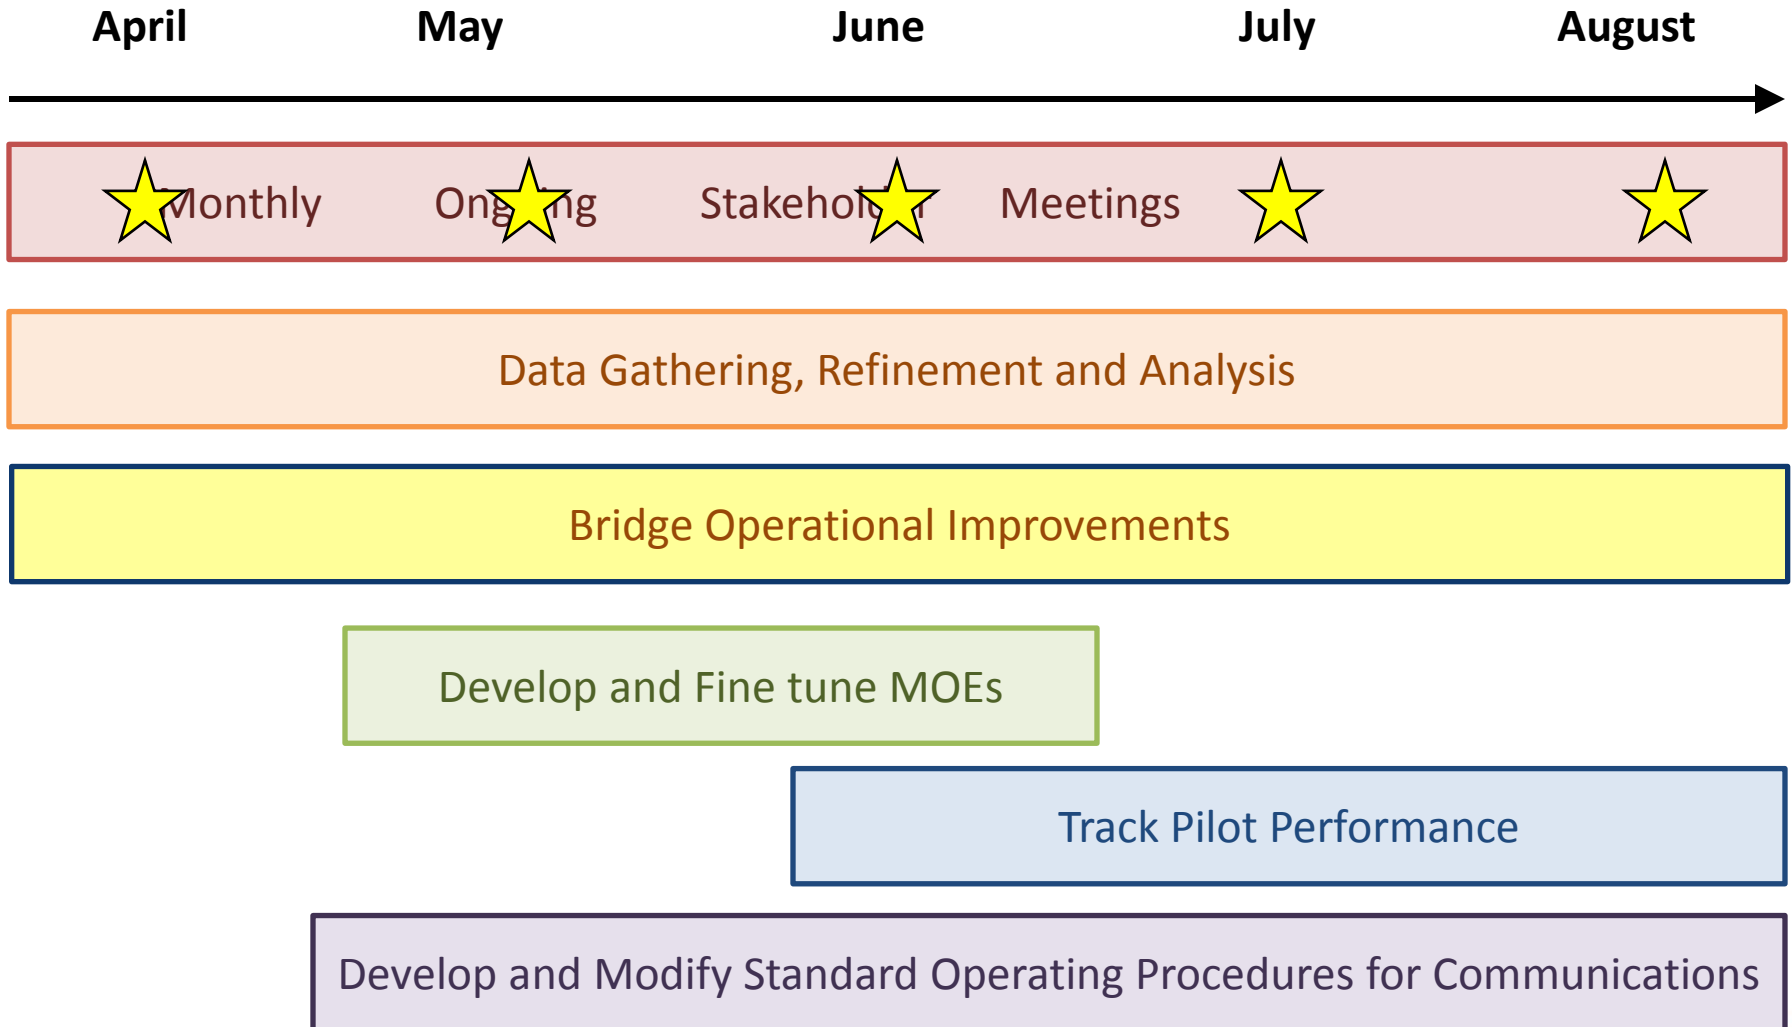 April May June July August
Monthly Ongoing Stakeholder Meetings
Data Gathering, Refinement and Analysis
Bridge Operational Improvements
Develop and Fine tune MOEs
Track Pilot Performance
Develop and Modify Standard Operating Procedures for Communications